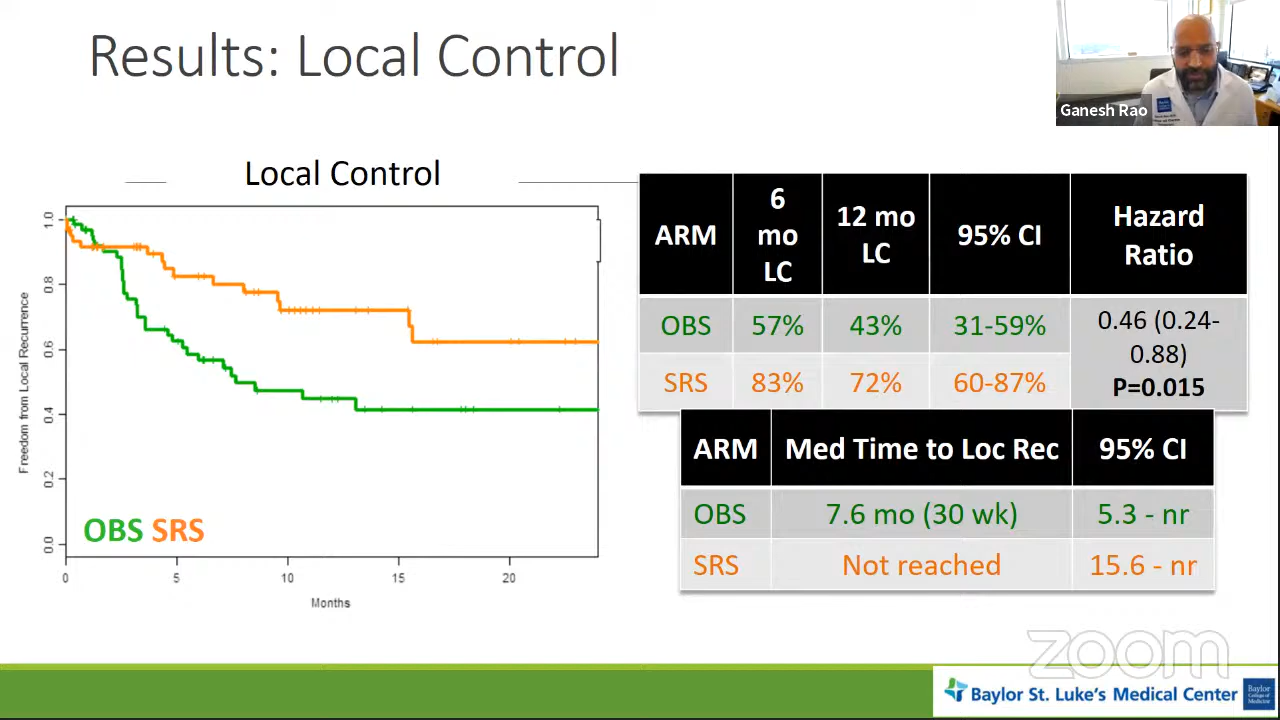 Results: Local Control
Ganesh Rao
Local Control
Freedom from Local Recurrence
1.0
0.8
0.6
0.4
0.2
0.0
OBS SRS
0 5 10 15 20
Months
ARM 6 mo LC 12 mo LC 95% CI Hazard Ratio
OBS 57% 43% 31-59% 0.46 (0.24-0.88) P=0.015
SRS 83% 72% 60-87%
ARM Med Time to Loc Rec 95% CI
OBS 7.6 mo (30 wk) 5.3 - nr
SRS Not reached 15.6 - nr
zoom
Baylor St. Luke's Medical Center
Baylor College of Medicine